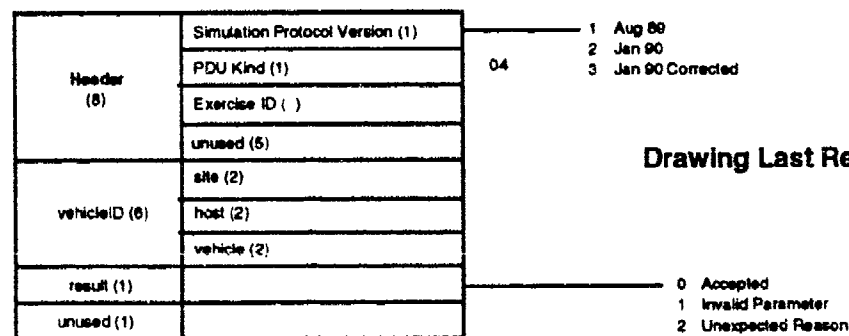 Simulation Protocol Version (1)
1 Aug 89
2 Jan 90
3 Jan 90 Corrected
Header
(8)
PDU Kind (1)
04
Exercise ID ( )
unused (5)
Drawing Last Re
vehicleID (6)
site (2)
host (2)
vehicle (2)
result (1)
0 Accepted
1 Invalid Parameter
2 Unexpected Reason
unused (1)